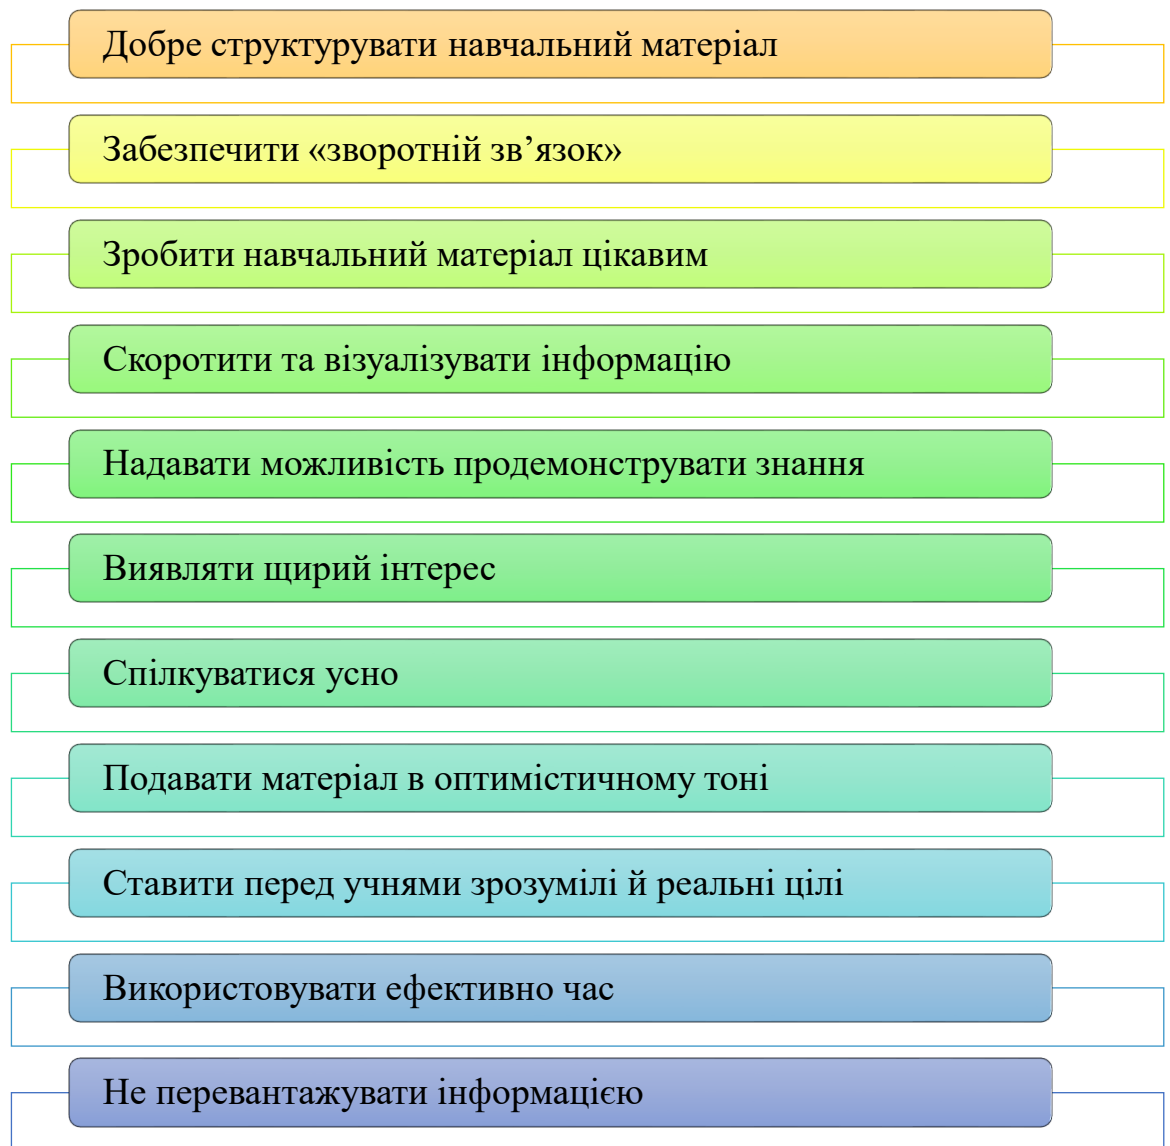 Добре структурувати навчальний матеріал
Забезпечити «зворотній зв’язок»
Зробити навчальний матеріал цікавим
Скоротити та візуалізувати інформацію
Надавати можливість продемонструвати знання
Виявляти щирий інтерес
Спілкуватися усно
Подавати матеріал в оптимістичному тоні
Ставити перед учнями зрозумілі й реальні цілі
Використовувати ефективно час
Не перевантажувати інформацією